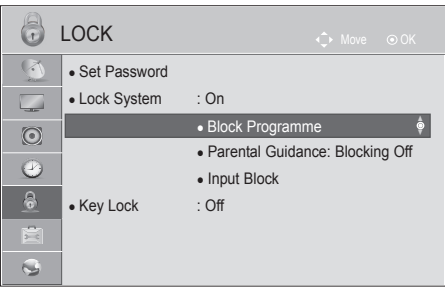 LOCK
Move OK
• Set Password
• Lock System : On
• Block Programme
• Parental Guidance: Blocking Off
• Input Block
• Key Lock : Off